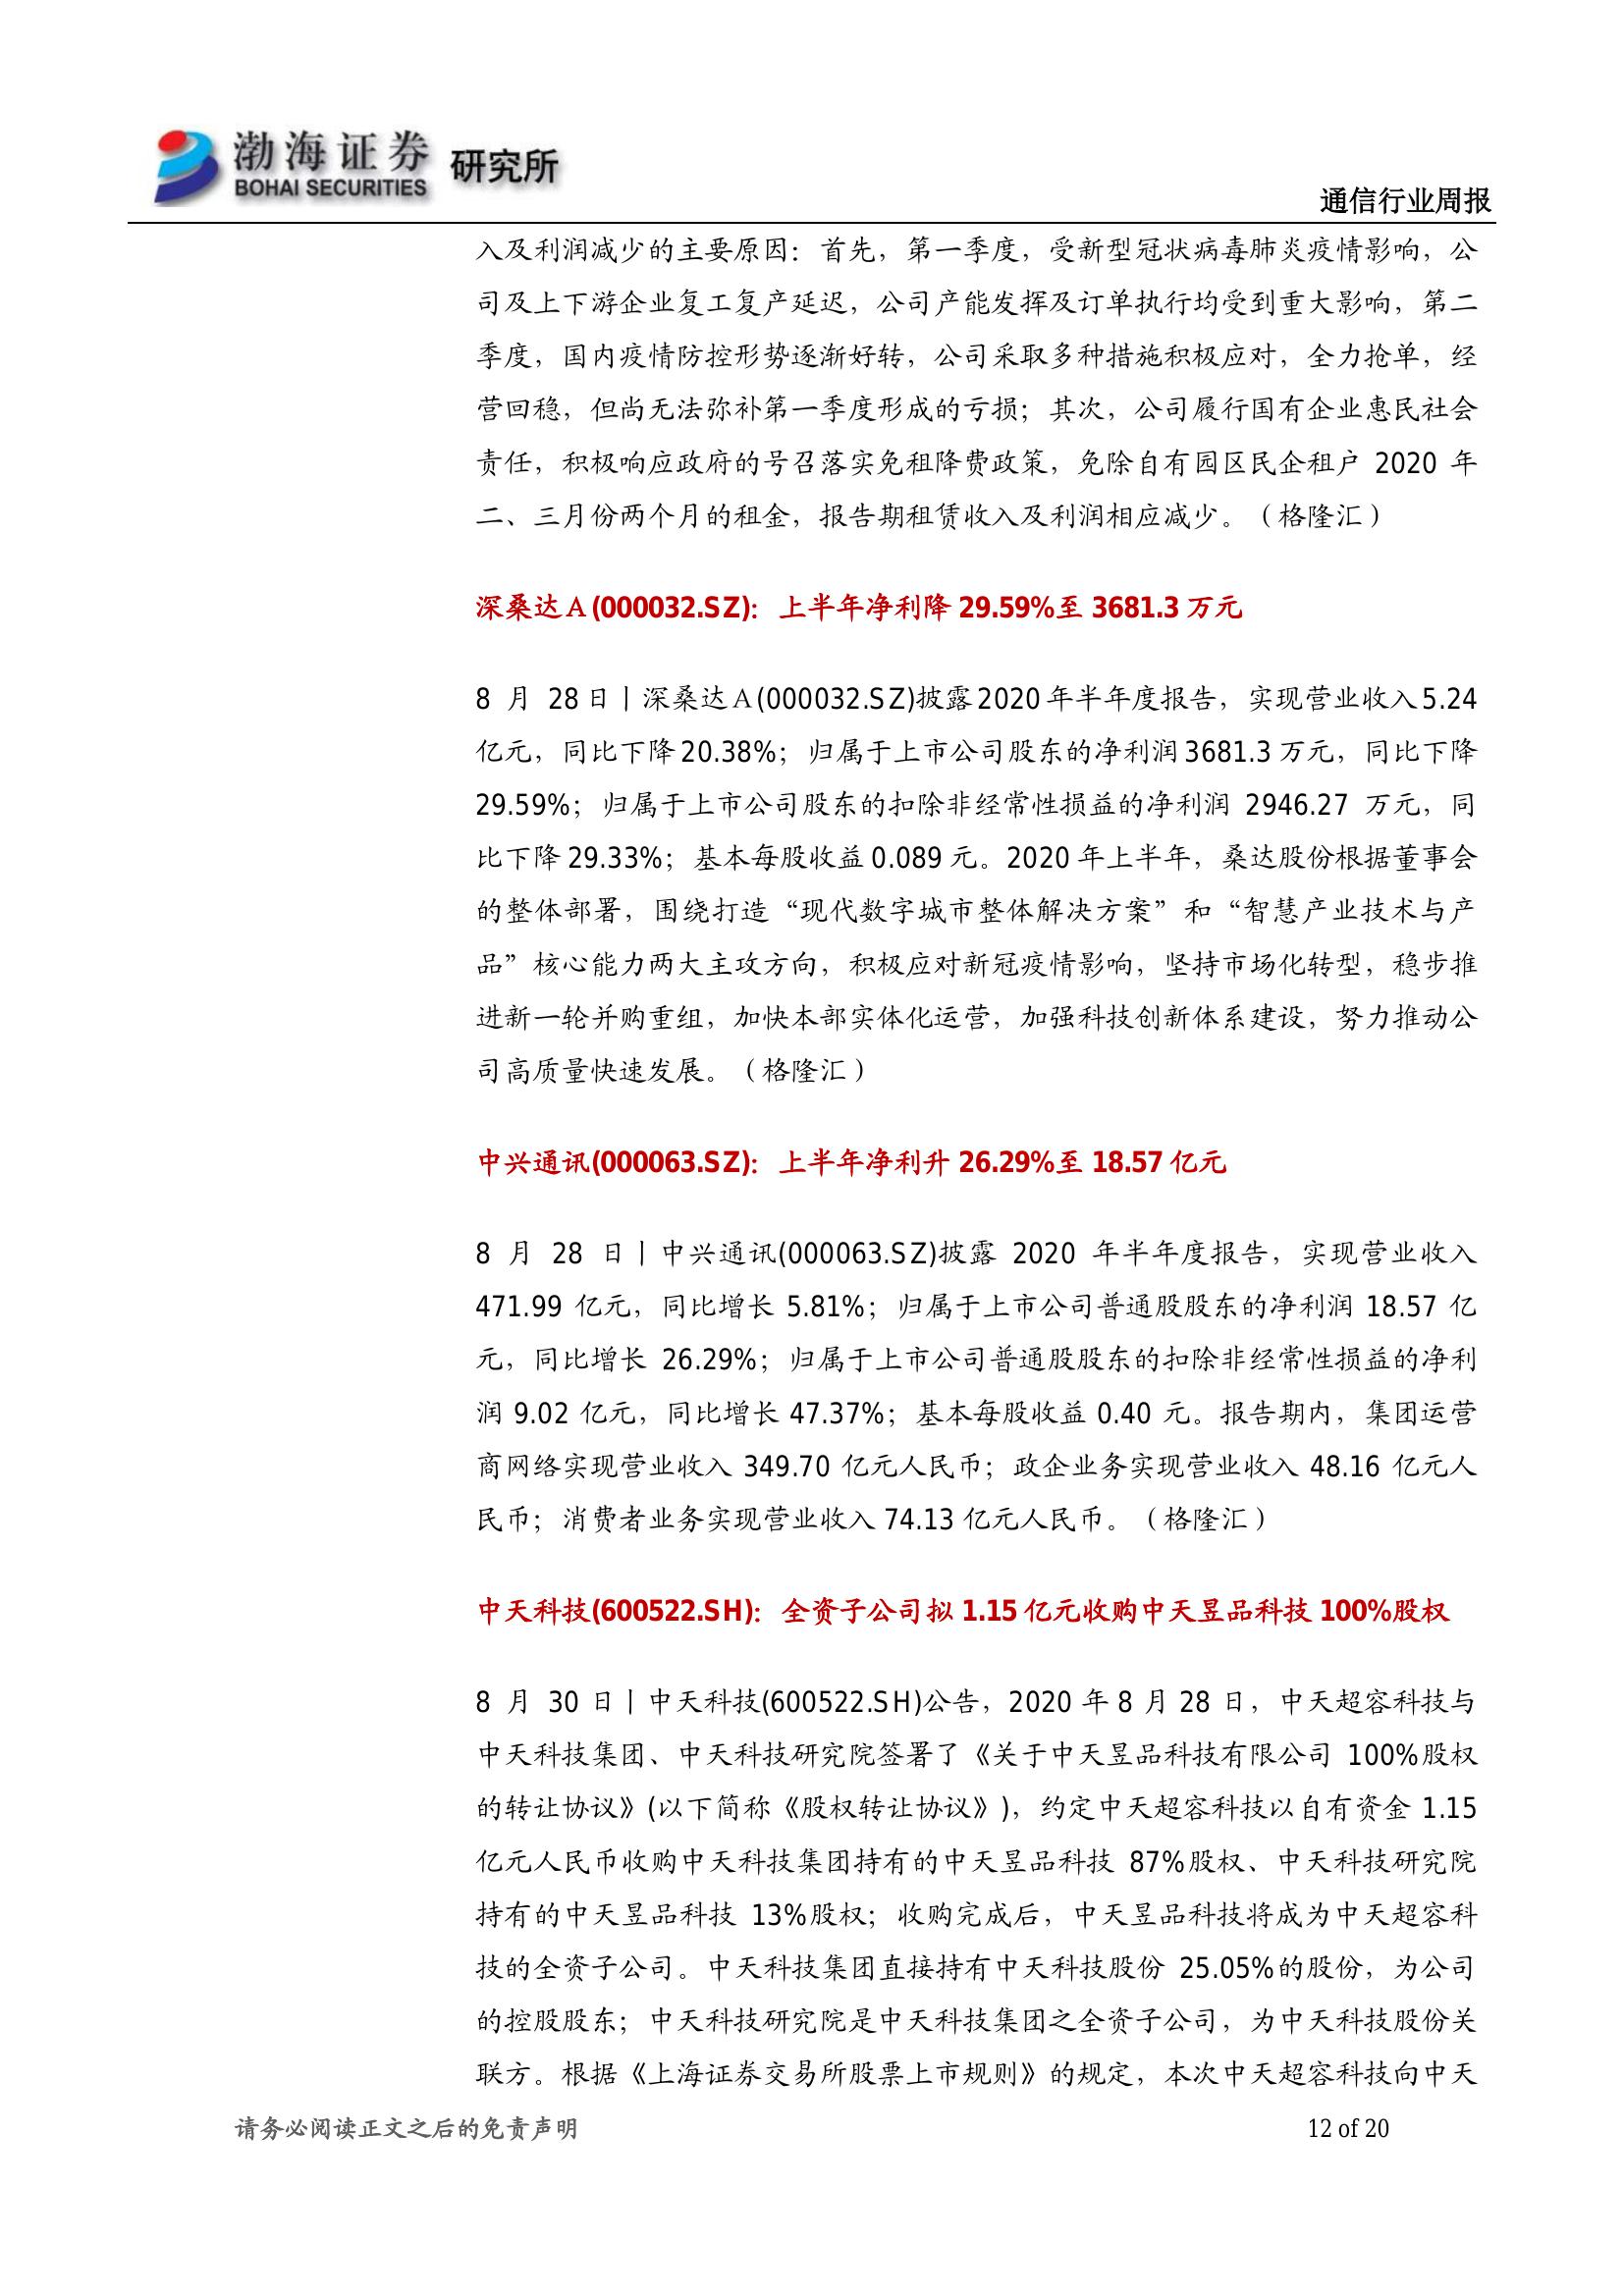 渤海证券 研究所
BOHAI SECURITIES
通信行业周报
入及利润减少的主要原因：首先，第一季度，受新型冠状病毒肺炎疫情影响，公
司及上下游企业复工复产延迟，公司产能发挥及订单执行均受到重大影响，第二
季度，国内疫情防控形势逐渐好转，公司采取多种措施积极应对，全力抢单，经
营回稳，但尚无法弥补第一季度形成的亏损；其次，公司履行国有企业惠民社会
责任，积极响应政府的号召落实免租降费政策，免除自有园区民企租户 2020 年
二、三月份两个月的租金，报告期租赁收入及利润相应减少。（格隆汇）
深桑达Ａ(000032.SZ)：上半年净利降 29.59%至 3681.3 万元
8 月 28 日丨深桑达Ａ(000032.SZ)披露 2020 年半年度报告，实现营业收入 5.24
亿元，同比下降 20.38%；归属于上市公司股东的净利润 3681.3 万元，同比下降
29.59%；归属于上市公司股东的扣除非经常性损益的净利润 2946.27 万元，同
比下降 29.33%；基本每股收益 0.089 元。2020 年上半年，桑达股份根据董事会
的整体部署，围绕打造“现代数字城市整体解决方案”和“智慧产业技术与产
品”核心能力两大主攻方向，积极应对新冠疫情影响，坚持市场化转型，稳步推
进新一轮并购重组，加快本部实体化运营，加强科技创新体系建设，努力推动公
司高质量快速发展。（格隆汇）
中兴通讯(000063.SZ)：上半年净利升 26.29%至 18.57 亿元
8 月 28 日丨中兴通讯(000063.SZ)披露 2020 年半年度报告，实现营业收入
471.99 亿元，同比增长 5.81%；归属于上市公司普通股股东的净利润 18.57 亿
元，同比增长 26.29%；归属于上市公司普通股股东的扣除非经常性损益的净利
润 9.02 亿元，同比增长 47.37%；基本每股收益 0.40 元。报告期内，集团运营
商网络实现营业收入 349.70 亿元人民币；政企业务实现营业收入 48.16 亿元人
民币；消费者业务实现营业收入 74.13 亿元人民币。（格隆汇）
中天科技(600522.SH)：全资子公司拟 1.15 亿元收购中天昱品科技 100%股权
8 月 30 日丨中天科技(600522.SH)公告，2020 年 8 月 28 日，中天超容科技与
中天科技集团、中天科技研究院签署了《关于中天昱品科技有限公司 100%股权
的转让协议》(以下简称《股权转让协议》)，约定中天超容科技以自有资金 1.15
亿元人民币收购中天科技集团持有的中天昱品科技 87%股权、中天科技研究院
持有的中天昱品科技 13%股权；收购完成后，中天昱品科技将成为中天超容科
技的全资子公司。中天科技集团直接持有中天科技股份 25.05%的股份，为公司
的控股股东；中天科技研究院是中天科技集团之全资子公司，为中天科技股份关
联方。根据《上海证券交易所股票上市规则》的规定，本次中天超容科技向中天
请务必阅读正文之后的免责声明
12 of 20